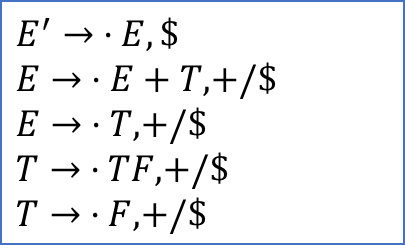 E′ → · E, $
E → · E + T,+/$
E → · T,+/$
T → · TF,+/$
T → · F,+/$